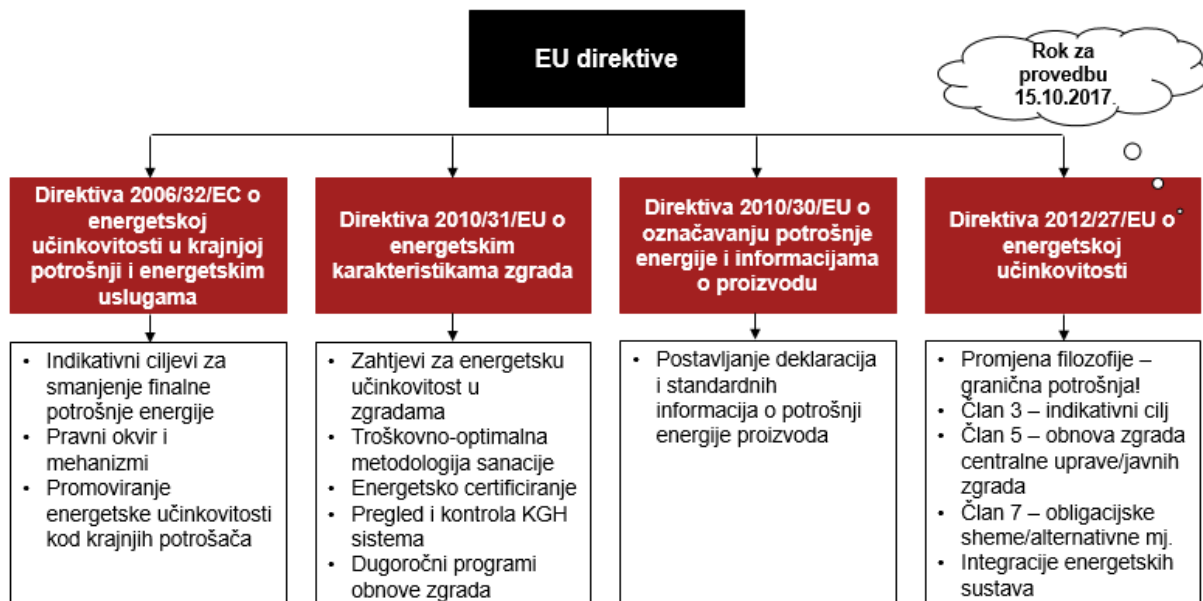 EU direktive
Rok za
provedbu
15.10.2017.
Direktiva 2006/32/EC o
energetskoj
učinkovitosti u krajnjoj
potrošnji i energetskim
uslugama
• Indikativni ciljevi za
smanjenje finalne
potrošnje energije
• Pravni okvir i
mehanizmi
• Promoviranje
energetske učinkovitosti
kod krajnjih potrošača
Direktiva 2010/31/EU o
energetskim
karakteristikama zgrada
• Zahtjevi za energetsku
učinkovitost u
zgradama
• Troškovno-optimalna
metodologija sanacije
• Energetsko certificiranje
• Pregled i kontrola KGH
sistema
• Dugoročni programi
obnove zgrada
Direktiva 2010/30/EU o
označavanju potrošnje
energije i informacijama
o proizvodu
• Postavljanje deklaracija
i standardnih
informacija o potrošnji
energije proizvoda
Direktiva 2012/27/EU o
energetskoj
učinkovitosti
• Promjena filozofije –
granična potrošnja!
• Član 3 – indikativni cilj
• Član 5 – obnova zgrada
centralne uprave/javnih
zgrada
• Član 7 – obligacijske
sheme/alternativne mj.
• Integracije energetskih
sustava